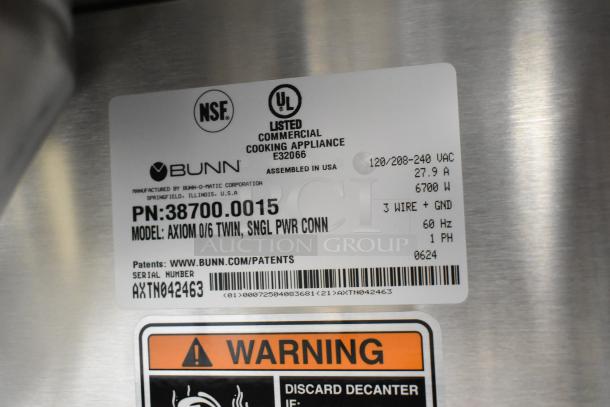 NSF.
UL
LISTED
COMMERCIAL
COOKING APPLIANCE
E32066
BUNN
ASSEMBLED IN USA
MANUFACTURED BY BUNN-O-MATIC CORPORATION
SPRINGFIELD, ILLINOIS, U.S.A
120/208-240 VAC
27.9 A
6700 W
PN:38700.0015
3 WIRE + GND
MODEL: AXIOM 0/6 TWIN, SNGL PWR CONN
60 Hz
1 PH
AUCTION GROUP
Patents: WWW.BUNN.COM/PATENTS
0624
SERIAL NUMBER
AXTN042463
(01)00072504083681(21)AXTN042463
WARNING
DISCARD DECANTER
IF: